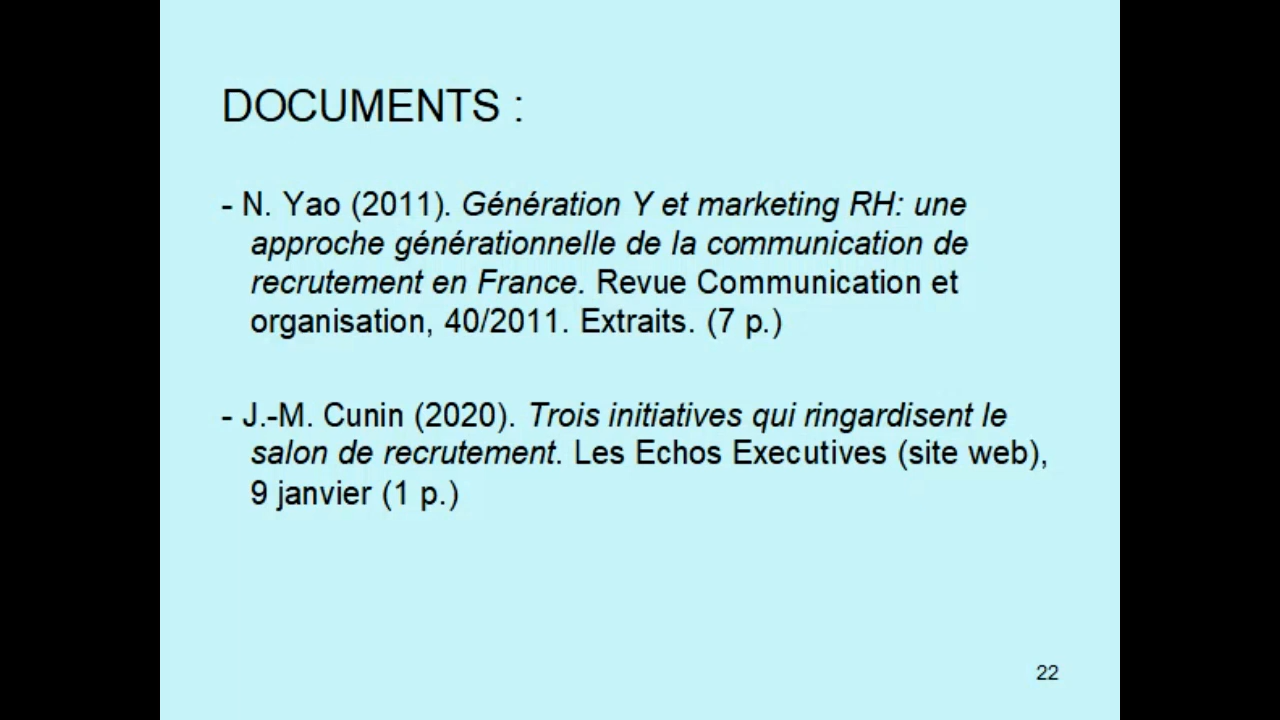 DOCUMENTS :
- N. Yao (2011). Génération Y et marketing RH: une
approche générationnelle de la communication de
recrutement en France. Revue Communication et
organisation, 40/2011. Extraits. (7 p.)
- J.-M. Cunin (2020). Trois initiatives qui ringardisent le
salon de recrutement. Les Echos Executives (site web),
9 janvier (1 p.)
22